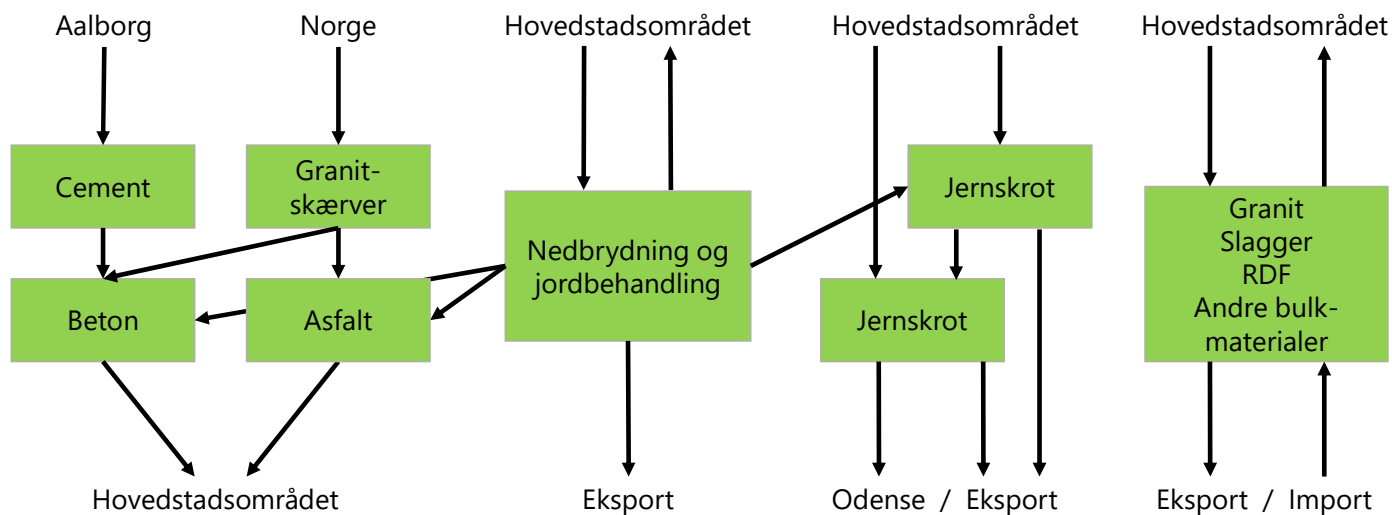 Aalborg
Norge
Hovedstadsområdet
Hovedstadsområdet
Hovedstadsområdet
Cement
Granit-
skærver
Jernskrot
Nedbrydning og
jordbehandling
Granit
Slagger
RDF
Andre bulk-
materialer
Beton
Asfalt
Jernskrot
Hovedstadsområdet
Eksport
Odense / Eksport
Eksport / Import